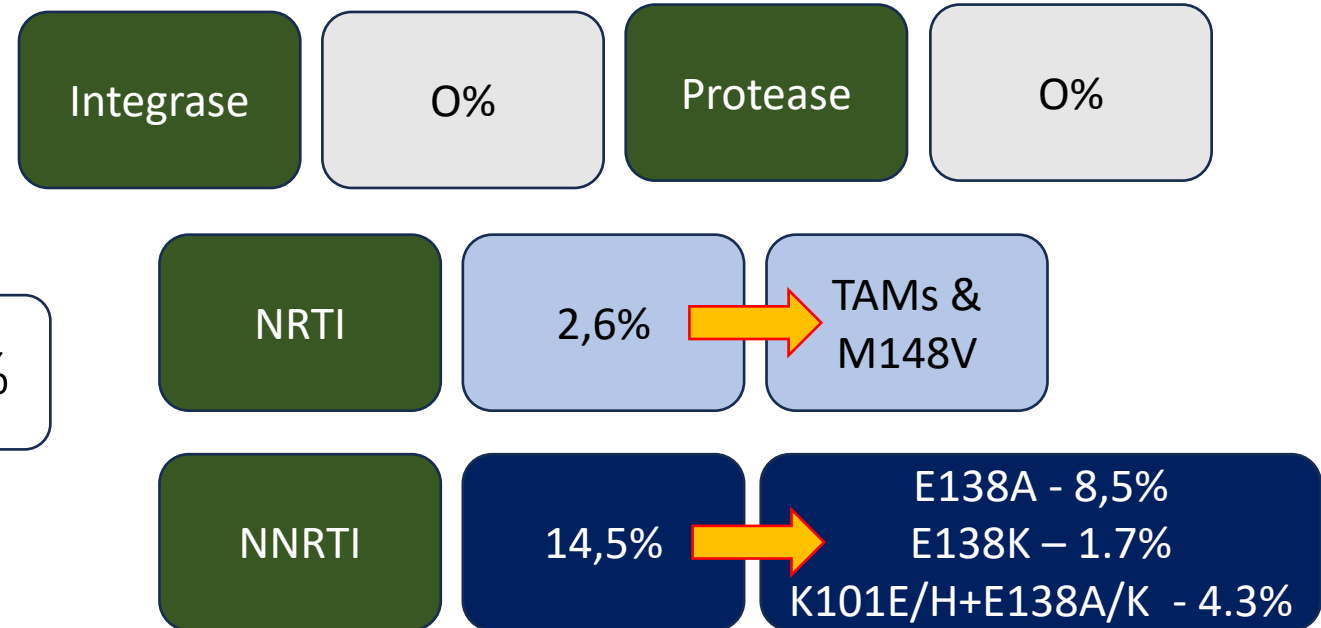 Integrase
O%
Protease
O%
NRTI
2,6%
TAMs &
M148V
%
NNRTI
14,5%
E138A - 8,5%
E138K – 1.7%
K101E/H+E138A/K - 4.3%